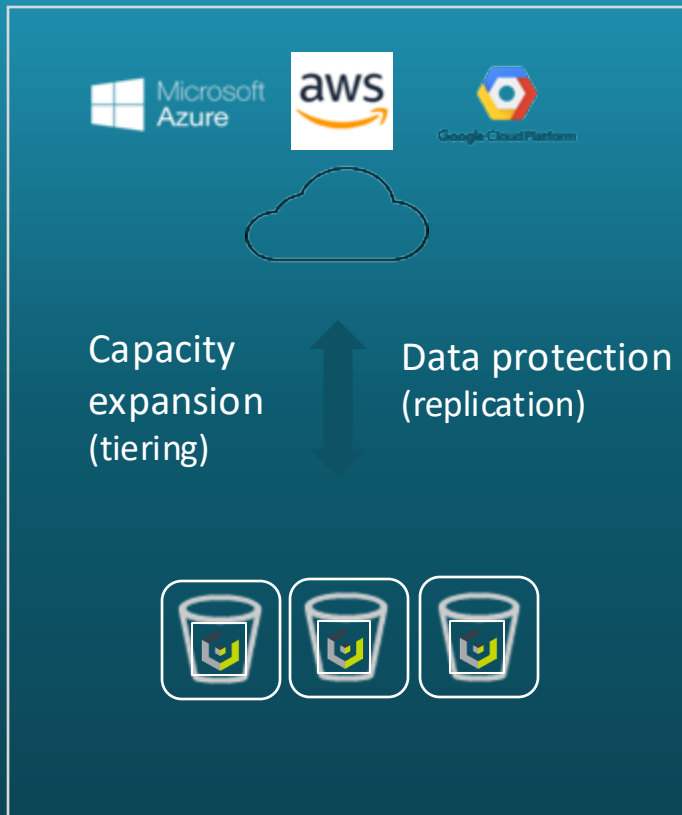 Microsoft
Azure
aws
Google Cloud Platform
Capacity
expansion
(tiering)
Data protection
(replication)